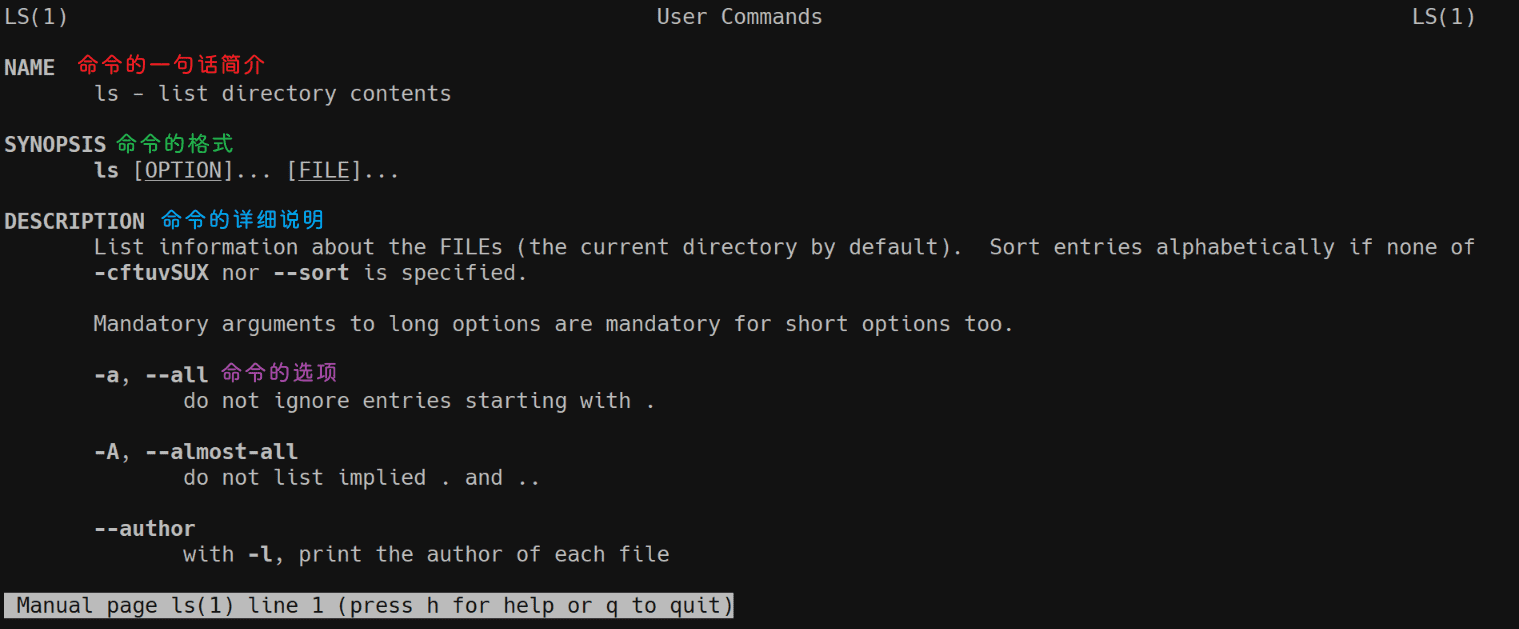 LS(1) User Commands LS(1)
NAME 命令的一句话简介
ls - list directory contents
SYNOPSIS 命令的格式
ls [OPTION]... [FILE]...
DESCRIPTION 命令的详细说明
List information about the FILEs (the current directory by default).  Sort entries alphabetically if none of
-cftuvSUX nor --sort is specified.
Mandatory arguments to long options are mandatory for short options too.
-a, --all 命令的选项
do not ignore entries starting with .
-A, --almost-all
do not list implied . and ..
--author
with -l, print the author of each file
Manual page ls(1) line 1 (press h for help or q to quit)